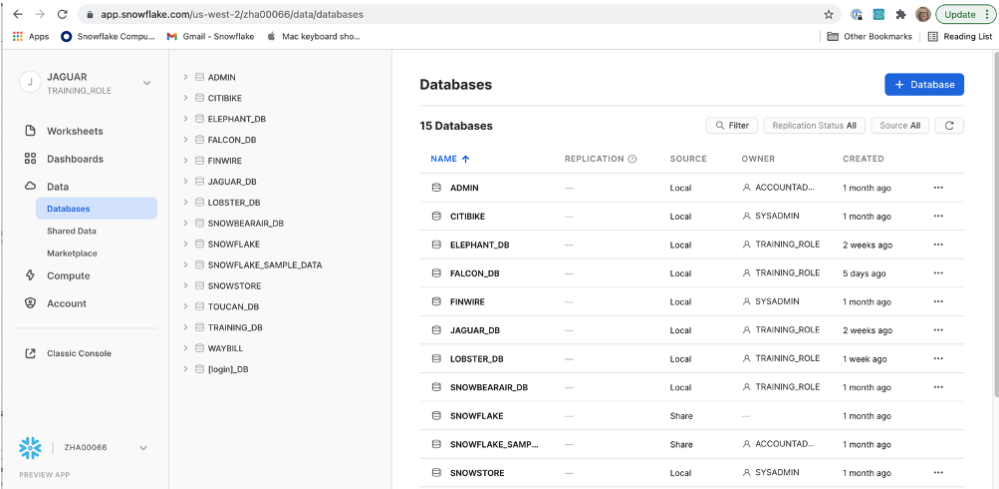 app.snowflake.com/us-west-2/zha00066/data/databases
Update
Apps
Snowflake Compu...
Gmail - Snowflake
Mac keyboard sho...
Other Bookmarks
Reading List
J
JAGUAR
TRAINING_ROLE
Worksheets
Dashboards
Data
Databases
Shared Data
Marketplace
Compute
Account
Classic Console
ZHA00066
PREVIEW APP
ADMIN
CITIBIKE
ELEPHANT_DB
FALCON_DB
FINWIRE
JAGUAR_DB
LOBSTER_DB
SNOWBEARAIR_DB
SNOWFLAKE
SNOWFLAKE_SAMPLE_DATA
SNOWSTORE
TOUCAN_DB
TRAINING_DB
WAYBILL
[login]_DB
Databases
+ Database
15 Databases
Filter
Replication Status All
Source All
NAME REPLICATION SOURCE OWNER CREATED
ADMIN — Local ACCOUNTAD... 1 month ago
CITIBIKE — Local SYSADMIN 1 month ago
ELEPHANT_DB — Local TRAINING_ROLE 2 weeks ago
FALCON_DB — Local TRAINING_ROLE 5 days ago
FINWIRE — Local SYSADMIN 1 month ago
JAGUAR_DB — Local TRAINING_ROLE 2 weeks ago
LOBSTER_DB — Local TRAINING_ROLE 1 week ago
SNOWBEARAIR_DB — Local TRAINING_ROLE 1 month ago
SNOWFLAKE — Share — 1 month ago
SNOWFLAKE_SAMP... — Share ACCOUNTAD... 1 month ago
SNOWSTORE — Local SYSADMIN 1 month ago